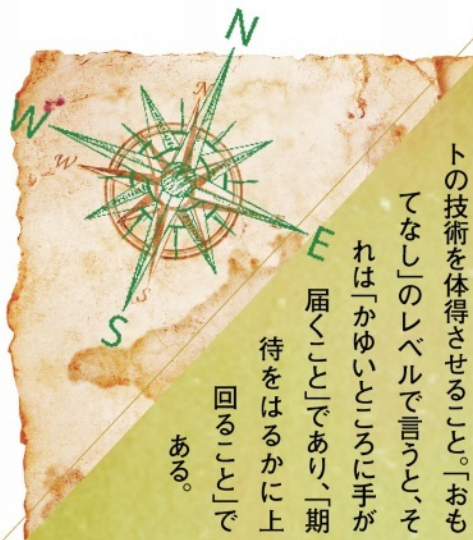 トの技術を体得させること。「おも
てなし」のレベルで言うと、そ
れは「かゆいところに手が
届くこと」であり、「期
待をはるかに上
回ること」で
ある。
N
W
E
S
N
W
S